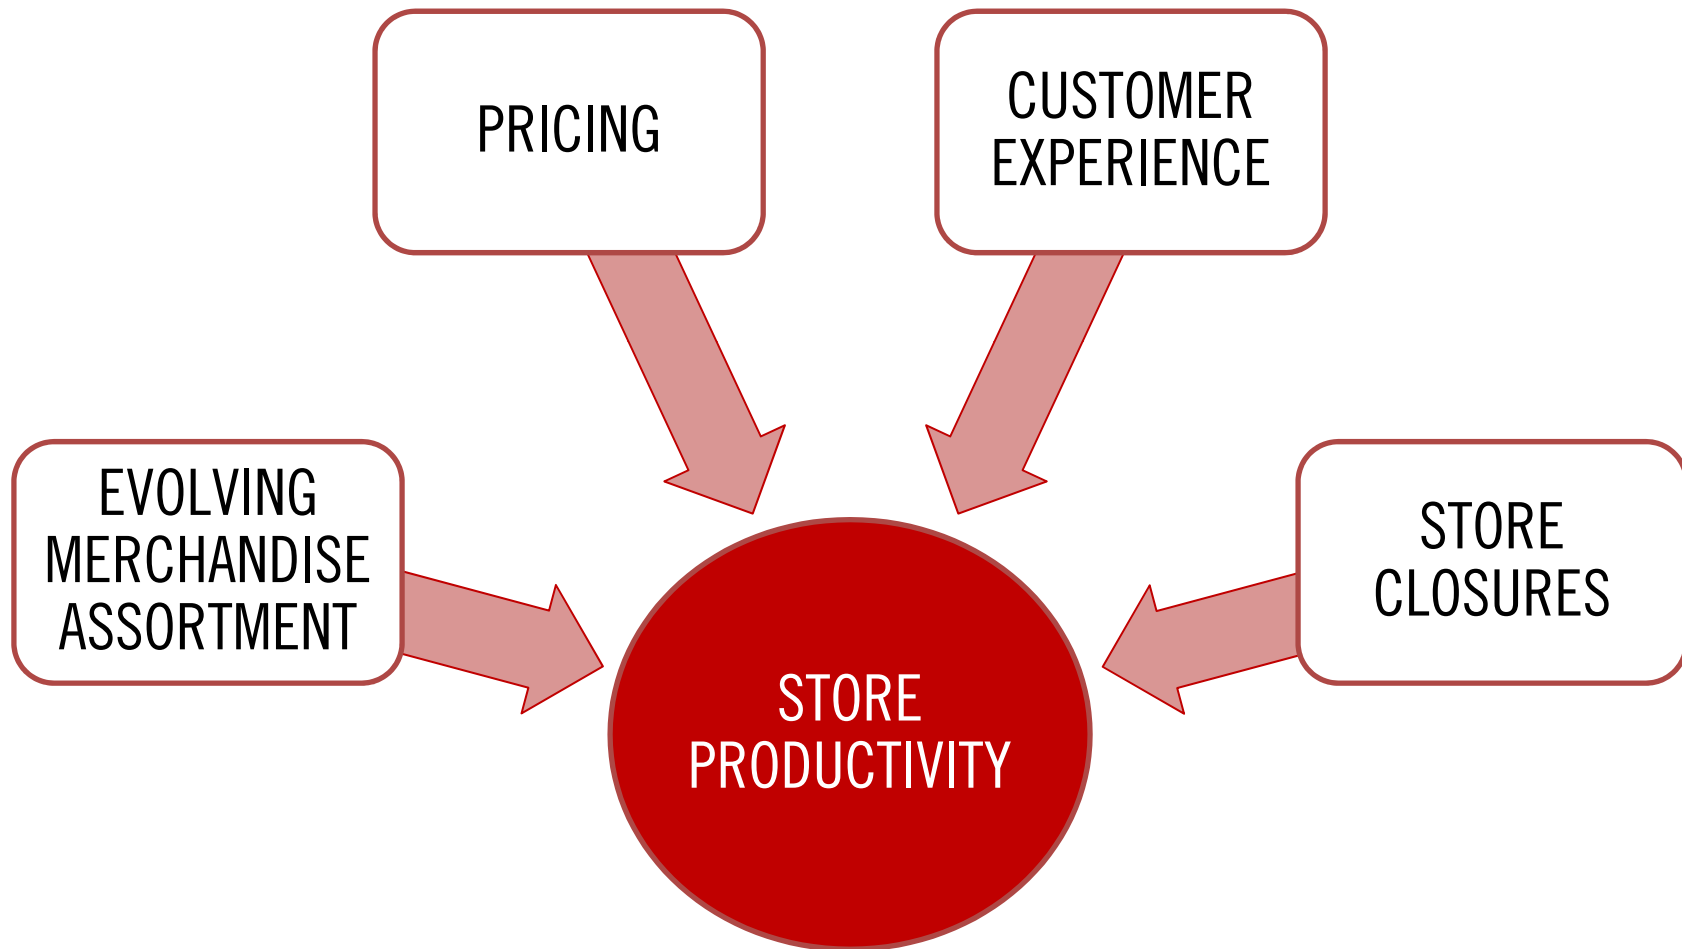 PRICING
CUSTOMER
EXPERIENCE
EVOLVING
MERCHANDISE
ASSORTMENT
STORE
CLOSURES
STORE
PRODUCTIVITY